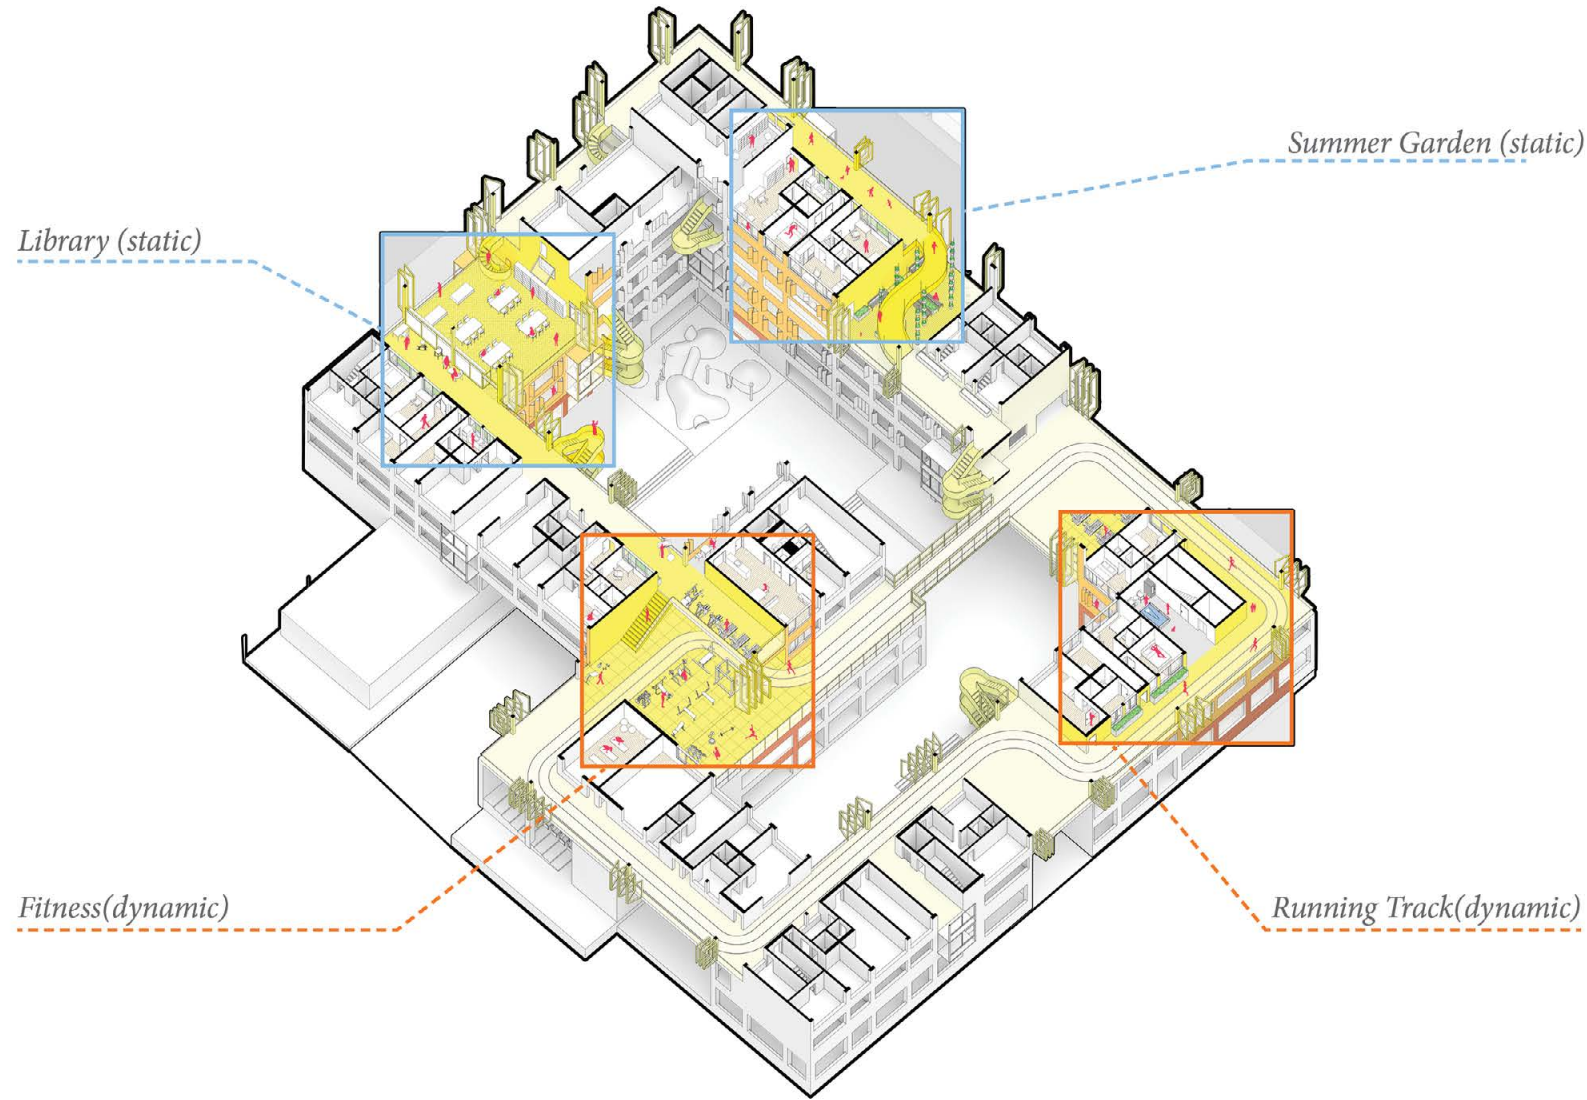 Summer Garden (static)
Library (static)
Fitness(dynamic)
Running Track(dynamic)